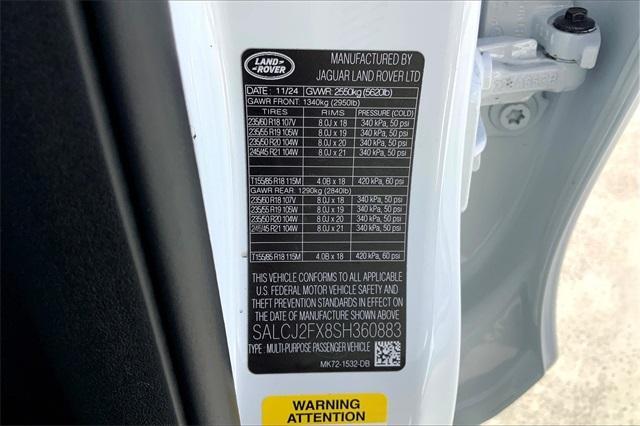 LAND ROVER
MANUFACTURED BY
JAGUAR LAND ROVER LTD
DATE : 11/24 GVWR: 2550kg (5620lb)
GAWR FRONT: 1340kg (2950lb)
TIRES RIMS PRESSURE (COLD)
235/60 R18 107V 8.0J x 18 340 kPa, 50 psi
235/55 R19 105W 8.0J x 19 340 kPa, 50 psi
235/50 R20 104W 8.0J x 20 340 kPa, 50 psi
245/45 R21 104W 8.0J x 21 340 kPa, 50 psi
T155/85 R18 115M 4.0B x 18 420 kPa, 60 psi
GAWR REAR: 1290kg (2840lb)
235/60 R18 107V 8.0J x 18 340 kPa, 50 psi
235/55 R19 105W 8.0J x 19 340 kPa, 50 psi
235/50 R20 104W 8.0J x 20 340 kPa, 50 psi
245/45 R21 104W 8.0J x 21 340 kPa, 50 psi
T155/85 R18 115M 4.0B x 18 420 kPa, 60 psi
THIS VEHICLE CONFORMS TO ALL APPLICABLE
U.S. FEDERAL MOTOR VEHICLE SAFETY AND
THEFT PREVENTION STANDARDS IN EFFECT ON
DATE OF MANUFACTURE SHOWN ABOVE.
SALCJ2FX8SH360883
TYPE: MULTI-PURPOSE PASSENGER VEHICLE
MK72-1532-DB
WARNING
ATTENTION